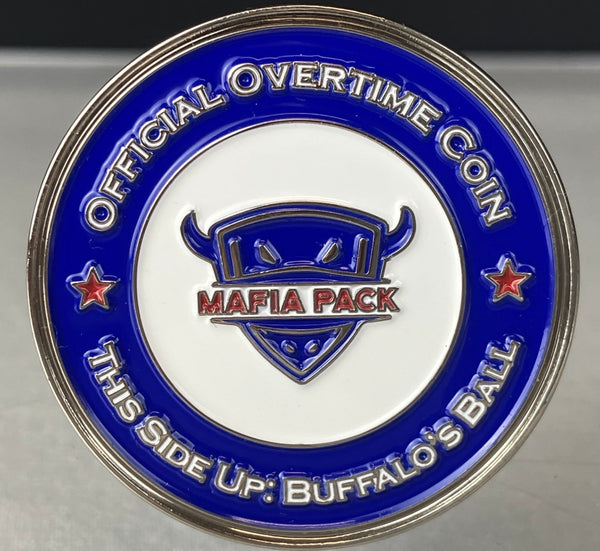 OFFICIAL OVERTIME COIN
MAFIA PACK
THIS SIDE UP: BUFFALO'S BALL